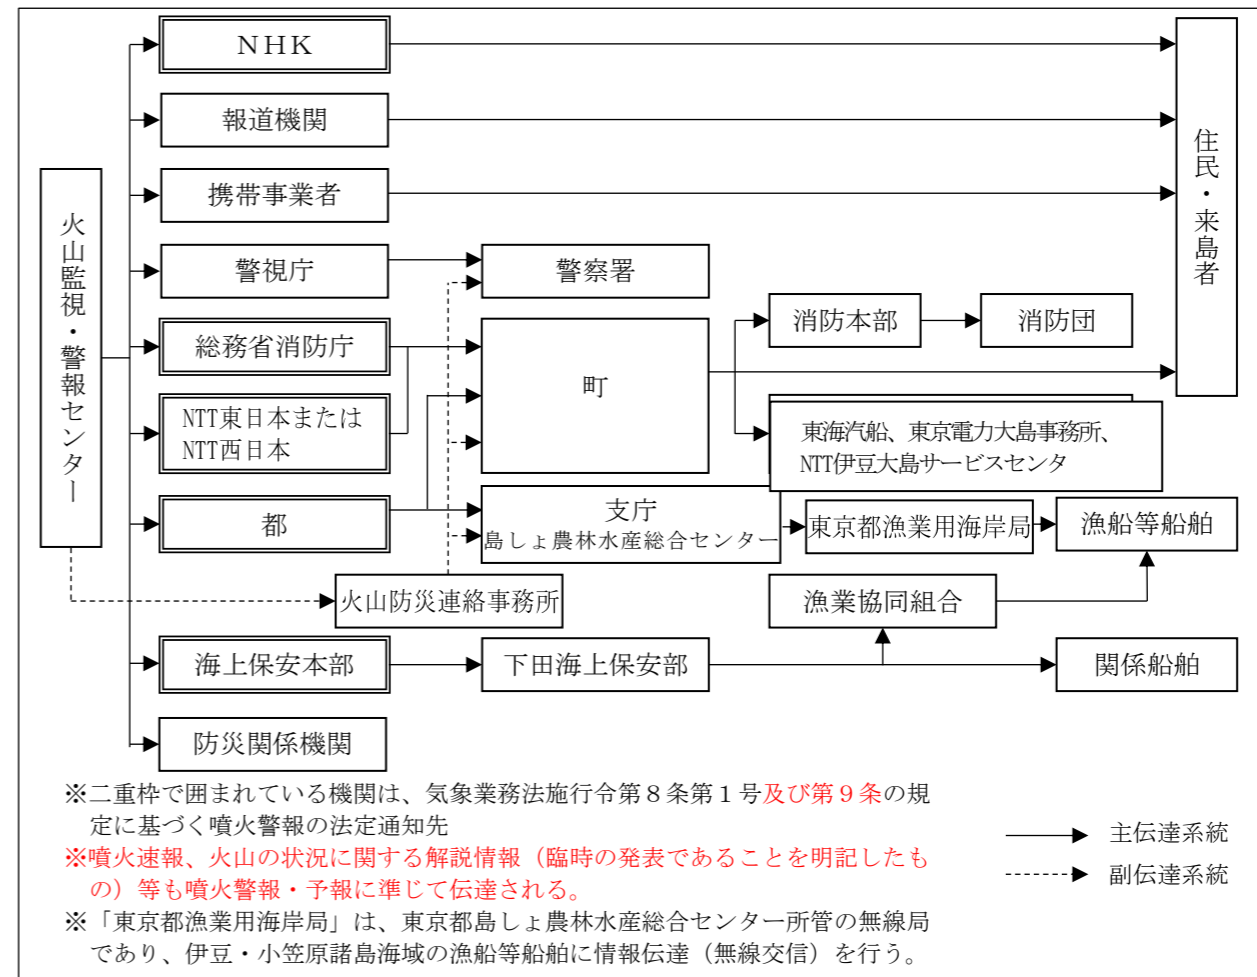 NHK
報道機関
携帯事業者
火山監視・警報センター
住民・来島者
警視庁
警察署
総務省消防庁
町
消防本部
消防団
NTT東日本または
NTT西日本
東海汽船、東京電力大島事務所、
NTT伊豆大島サービスセンタ
都
支庁
島しょ農林水産総合センター
東京都漁業用海岸局
漁船等船舶
火山防災連絡事務所
漁業協同組合
海上保安本部
下田海上保安部
関係船舶
防災関係機関
※二重枠で囲まれている機関は、気象業務法施行令第8条第1号及び第9条の規
定に基づく噴火警報の法定通知先
※噴火速報、火山の状況に関する解説情報(臨時の発表であることを明記したも
の)等も噴火警報・予報に準じて伝達される。
※「東京都漁業用海岸局」は、東京都島しょ農林水産総合センター所管の無線局
であり、伊豆・小笠原諸島海域の漁船等船舶に情報伝達(無線交信)を行う。
主伝達系統
副伝達系統